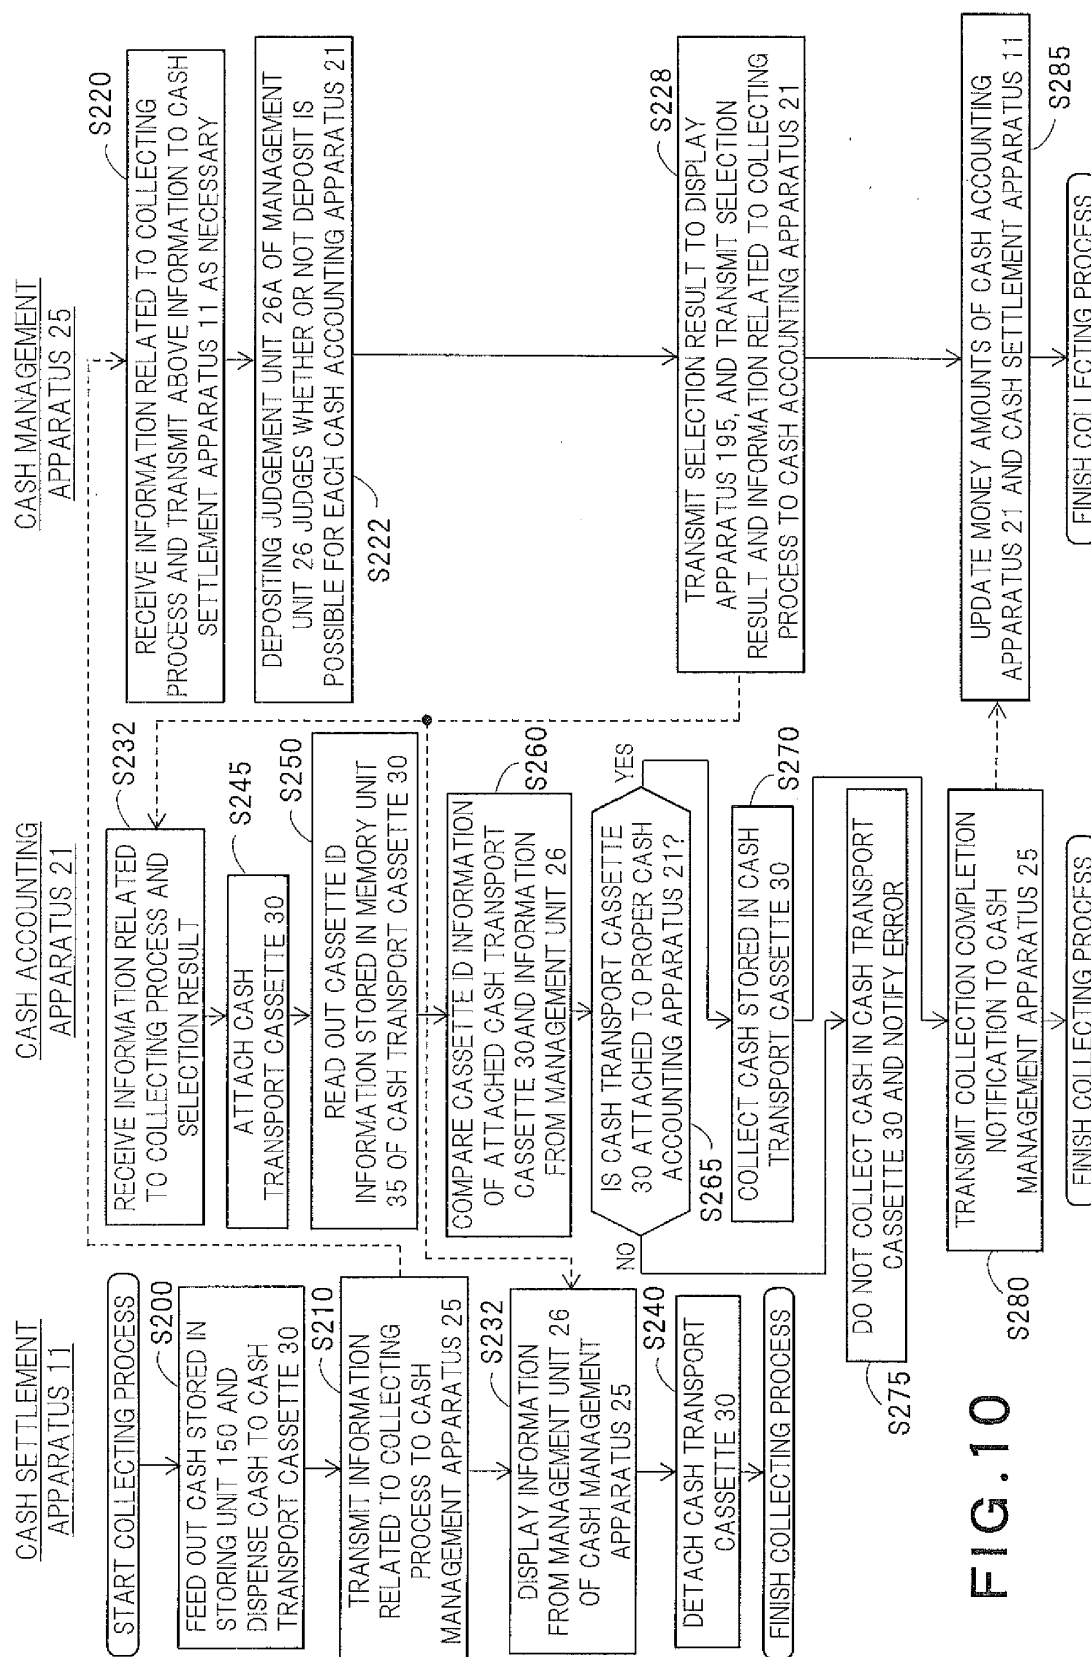 CASH SETTLEMENT
APPARATUS 11
START COLLECTING PROCESS
S200
FEED OUT CASH STORED IN
STORING UNIT 150 AND
DISPENSE CASH TO CASH
TRANSPORT CASSETTE 30
S210
TRANSMIT INFORMATION
RELATED TO COLLECTING
PROCESS TO CASH
MANAGEMENT APPARATUS 25
S232
DISPLAY INFORMATION
FROM MANAGEMENT UNIT 26
OF CASH MANAGEMENT
APPARATUS 25
S240
DETACH CASH TRANSPORT
CASSETTE 30
FINISH COLLECTING PROCESS
CASH ACCOUNTING
APPARATUS 21
S232
RECEIVE INFORMATION RELATED
TO COLLECTING PROCESS AND
SELECTION RESULT
S245
ATTACH CASH
TRANSPORT CASSETTE 30
S250
READ OUT CASSETTE ID
INFORMATION STORED IN MEMORY UNIT
35 OF CASH TRANSPORT CASSETTE 30
S260
COMPARE CASSETTE ID INFORMATION
OF ATTACHED CASH TRANSPORT
CASSETTE 30AND INFORMATION
FROM MANAGEMENT UNIT 26
NO
YES
IS CASH TRANSPORT CASSETTE
30 ATTACHED TO PROPER CASH
ACCOUNTING APPARATUS 21?
S265
S270
COLLECT CASH STORED IN CASH
TRANSPORT CASSETTE 30
DO NOT COLLECT CASH IN CASH TRANSPORT
CASSETTE 30 AND NOTIFY ERROR
S275
TRANSMIT COLLECTION COMPLETION
NOTIFICATION TO CASH
MANAGEMENT APPARATUS 25
S280
FINISH COLLECTING PROCESS
CASH MANAGEMENT
APPARATUS 25
S220
RECEIVE INFORMATION RELATED TO COLLECTING
PROCESS AND TRANSMIT ABOVE INFORMATION TO CASH
SETTLEMENT APPARATUS 11 AS NECESSARY
DEPOSITING JUDGEMENT UNIT 26A OF MANAGEMENT
UNIT 26 JUDGES WHETHER OR NOT DEPOSIT IS
POSSIBLE FOR EACH CASH ACCOUNTING APPARATUS 21
S222
S228
TRANSMIT SELECTION RESULT TO DISPLAY
APPARATUS 195, AND TRANSMIT SELECTION
RESULT AND INFORMATION RELATED TO COLLECTING
PROCESS TO CASH ACCOUNTING APPARATUS 21
UPDATE MONEY AMOUNTS OF CASH ACCOUNTING
APPARATUS 21 AND CASH SETTLEMENT APPARATUS 11
S285
FINISH COLLECTING PROCESS
FIG.10